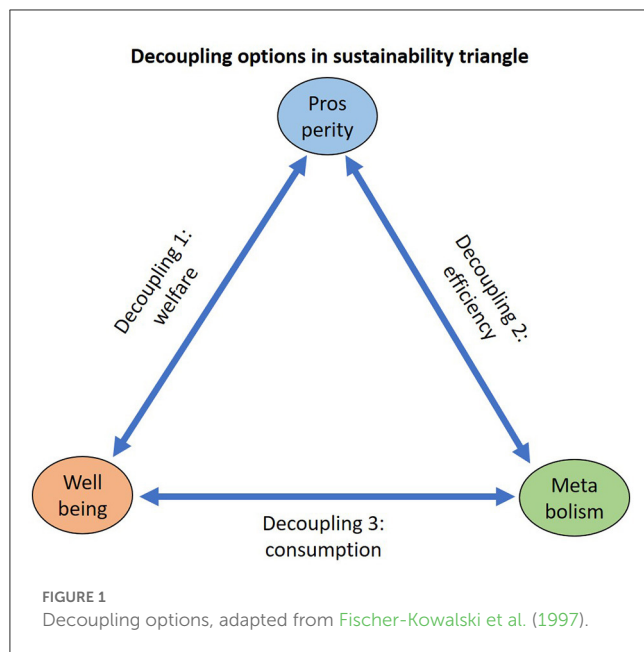 Decoupling options in sustainability triangle
Pros
perity
Decoupling 1:
welfare
Decoupling 2:
efficiency
Well
being
Meta
bolism
Decoupling 3:
consumption
FIGURE 1
Decoupling options, adapted from Fischer-Kowalski et al. (1997).